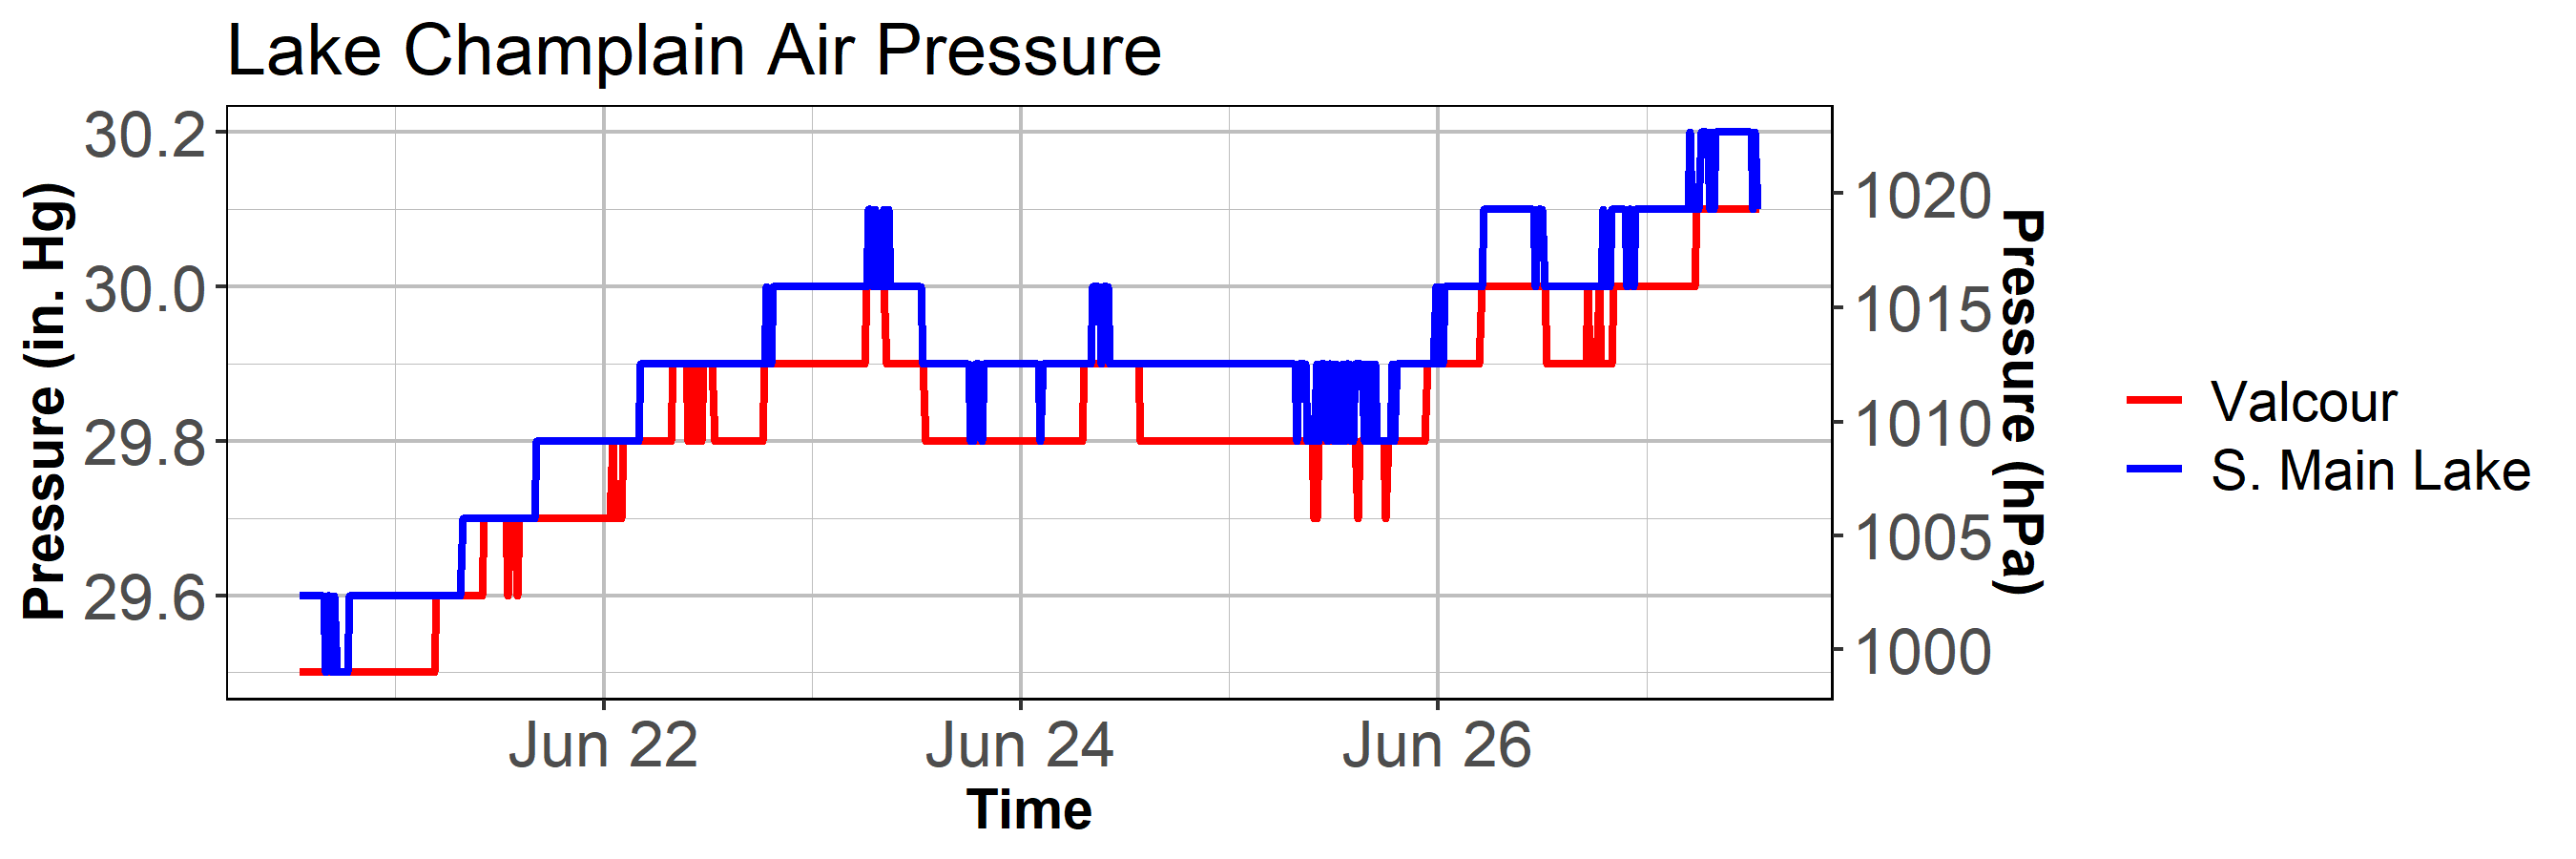 Lake Champlain Air Pressure
Pressure (in. Hg)
30.2
30.0
29.8
29.6
1020
1015
1010
1005
1000
Pressure (hPa)
Jun 22
Jun 24
Jun 26
Time
Valcour
S. Main Lake